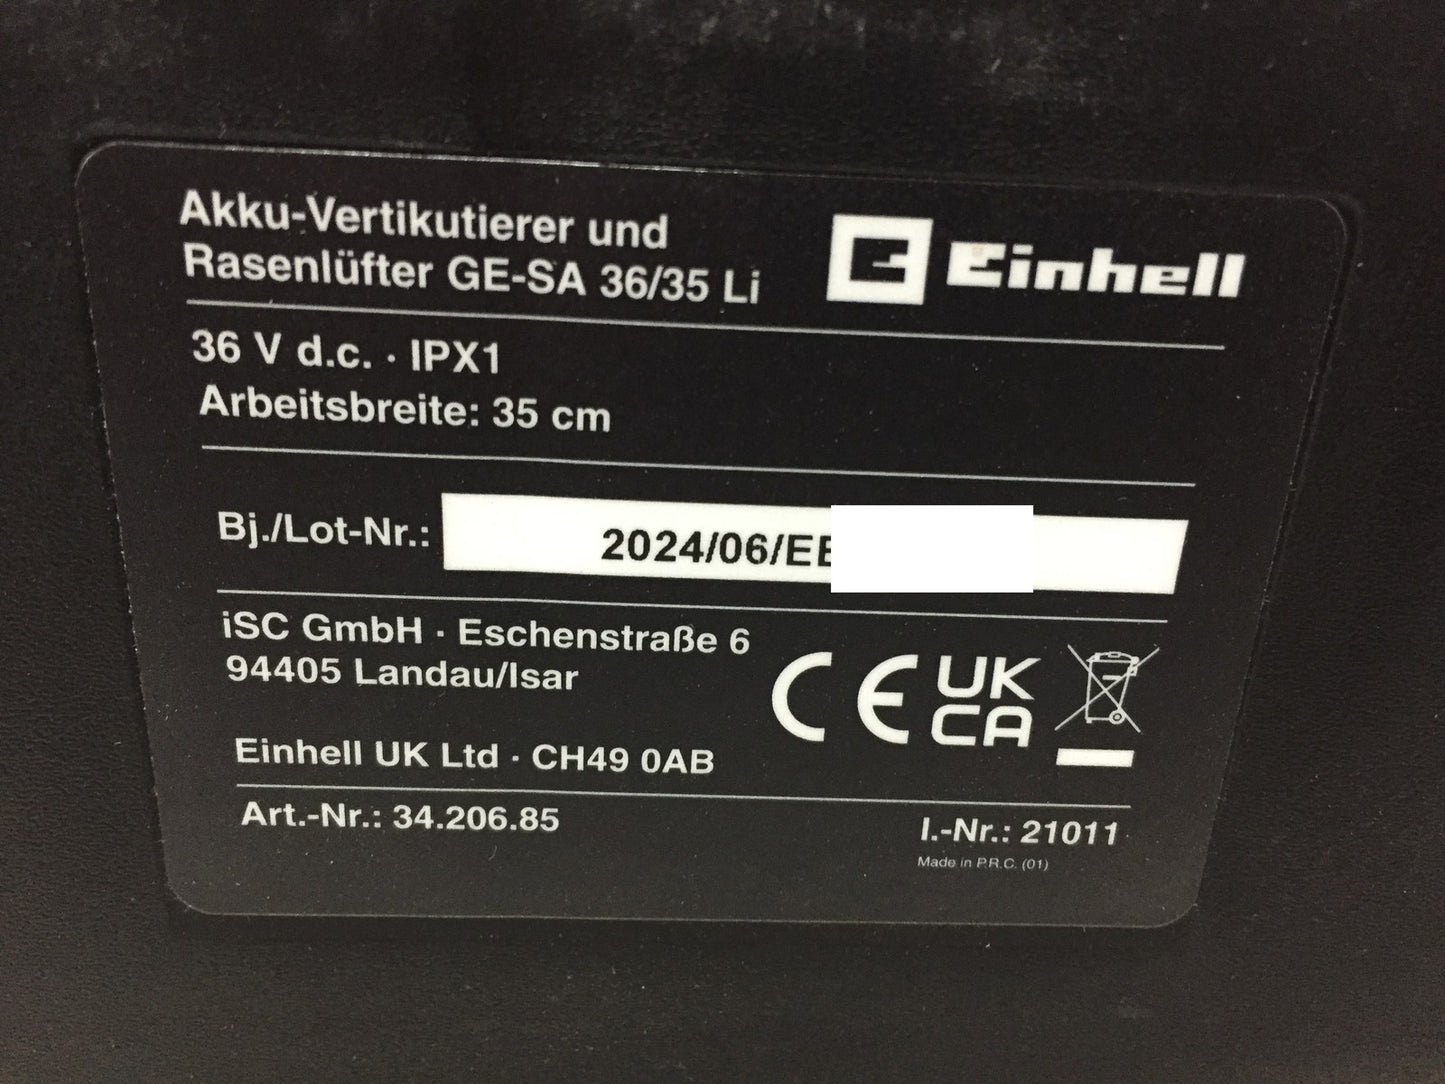 Akku-Vertikutierer und
Rasenlüfter GE-SA 36/35 Li
Einhell
36 V d.c. · IPX1
Arbeitsbreite: 35 cm
Bj./Lot-Nr.: 2024/06/EE
iSC GmbH · Eschenstraße 6
94405 Landau/Isar
CE UK
CA
Einhell UK Ltd · CH49 0AB
Art.-Nr.: 34.206.85
I.-Nr.: 21011
Made in P.R.C. (01)